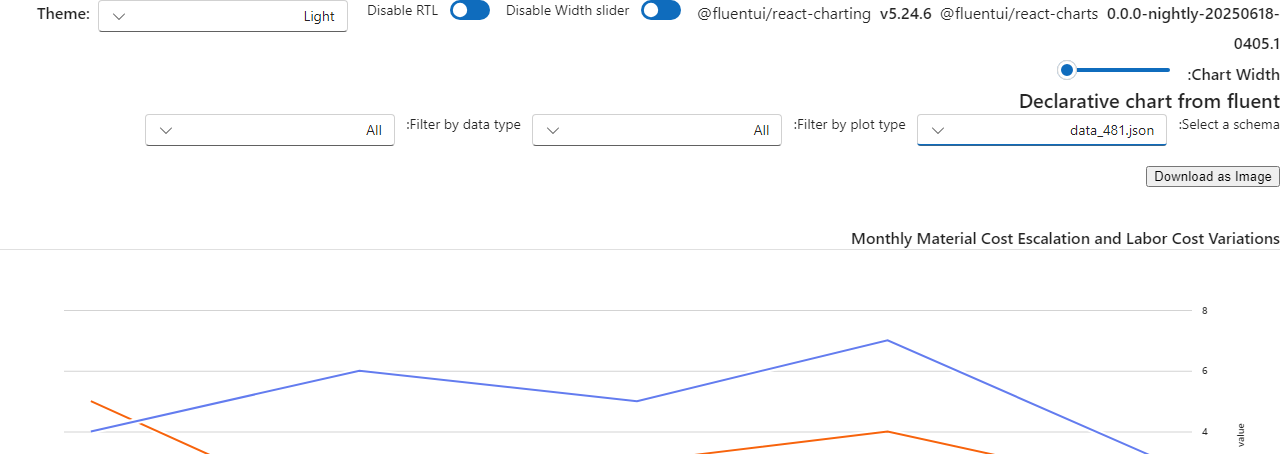 Theme: Light Disable RTL Disable Width slider @fluentui/react-charting v5.24.6 @fluentui/react-charts 0.0.0-nightly-20250618-
0405.1
:Chart Width
Declarative chart from fluent
:Select a schema data_481.json :Filter by plot type All :Filter by data type All
Download as Image
Monthly Material Cost Escalation and Labor Cost Variations
8
6
4
value